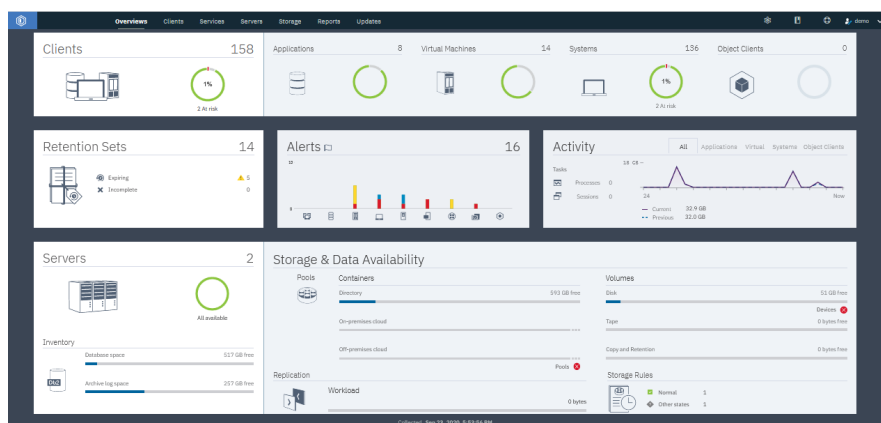 Overviews Clients Services Servers Storage Reports Updates demo
Clients 158
1%
2 At risk
Applications 8
Virtual Machines 14
Systems 136
1%
2 At risk
Object Clients 0
Retention Sets 14
Expiring 5
Incomplete 0
Alerts 16
Activity
All Applications Virtual Systems Object Clients
Tasks
Processes 0
Sessions 0
24 Now
Current 32.9 GB
Previous 32.0 GB
Servers 2
All available
Inventory
Database space 517 GB free
Db2
Archive log space 257 GB free
Storage & Data Availability
Pools
Containers
Directory 593 GB free
On-premises cloud
Off-premises cloud
Pools
Volumes
Disk 51 GB free
Devices
Tape 0 bytes free
Copy and Retention 0 bytes free
Replication
Workload
0 bytes
Storage Rules
Normal 1
Other states 1